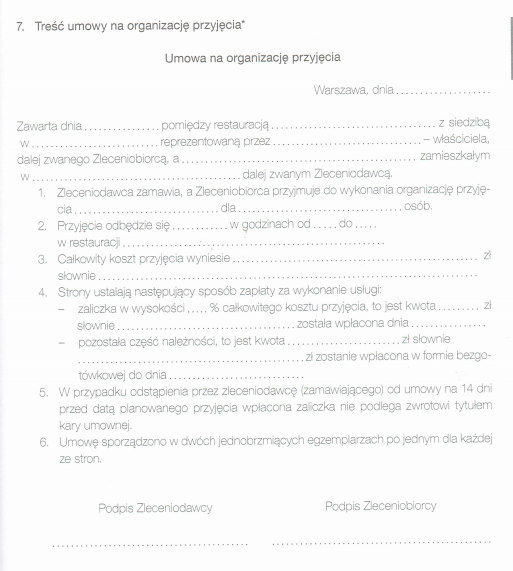 7. Treść umowy na organizację przyjęcia*
Umowa na organizację przyjęcia
Warszawa, dnia ....................
Zawarta dnia ................ pomiędzy restauracją ................................... z siedzibą
w ........................... reprezentowaną przez ................................ – właściciela,
dalej zwanego Zleceniobiorcą, a .................................................. zamieszkałym
w ............................................. dalej zwanym Zleceniodawcą.
1. Zleceniodawca zamawia, a Zleceniobiorca przyjmuje do wykonania organizację przyję-
cia ............................... dla .................................... osób.
2. Przyjęcie odbędzie się ............ w godzinach od ..... do .....
w restauracji ........................................................
3. Całkowity koszt przyjęcia wyniesie .................................................... zł
słownie .................................................................................
4. Strony ustalają następujący sposób zapłaty za wykonanie usługi:
– zaliczka w wysokości ..... % całkowitego kosztu przyjęcia, to jest kwota ......... zł
słownie ...................................... została wpłacona dnia ................
– pozostała część należności, to jest kwota ........................ zł słownie
................................................ zł zostanie wpłacona w formie bezgo-
tówkowej do dnia .............................
5. W przypadku odstąpienia przez zleceniodawcę (zamawiającego) od umowy na 14 dni
przed datą planowanego przyjęcia wpłacona zaliczka nie podlega zwrotowi tytułem
kary umownej.
6. Umowę sporządzono w dwóch jednobrzmiących egzemplarzach po jednym dla każdej
ze stron.
Podpis Zleceniodawcy Podpis Zleceniobiorcy
.......................................... ...............................................